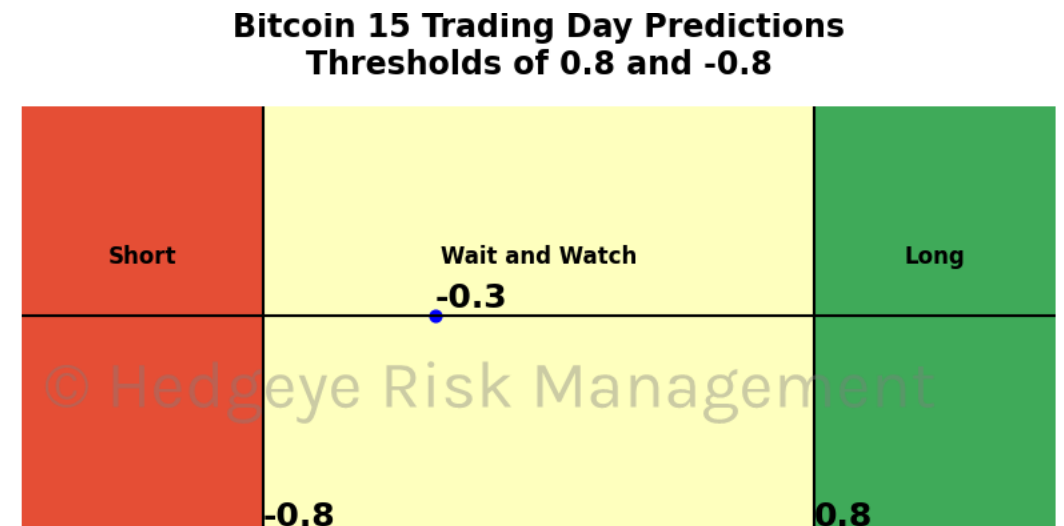 Bitcoin 15 Trading Day Predictions
Thresholds of 0.8 and -0.8
Short
Wait and Watch
Long
-0.3
© Hedgeye Risk Management
-0.8
0.8